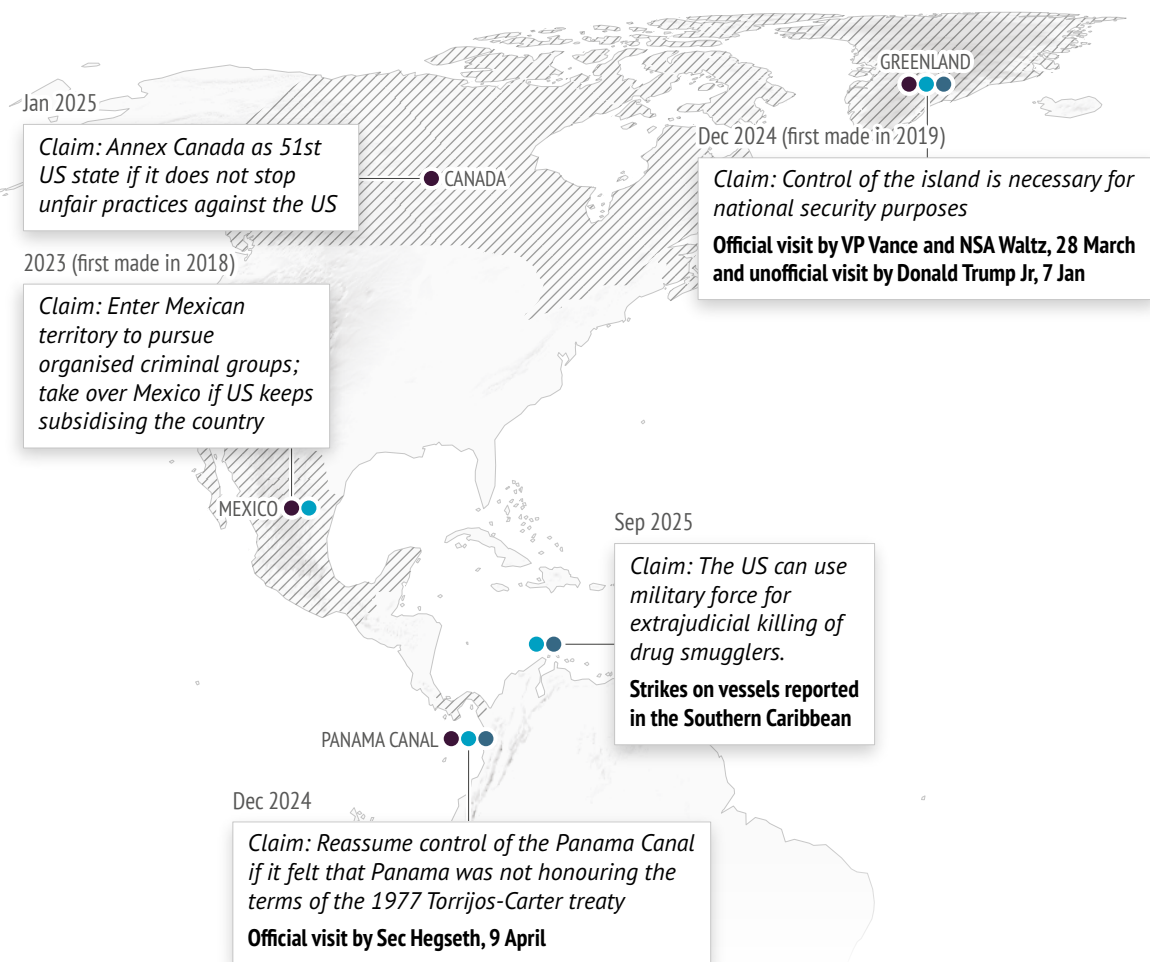 GREENLAND
Jan 2025
Claim: Annex Canada as 51st
US state if it does not stop
unfair practices against the US
CANADA
Dec 2024 (first made in 2019)
Claim: Control of the island is necessary for
national security purposes
Official visit by VP Vance and NSA Waltz, 28 March
and unofficial visit by Donald Trump Jr, 7 Jan
2023 (first made in 2018)
Claim: Enter Mexican
territory to pursue
organised criminal groups;
take over Mexico if US keeps
subsidising the country
MEXICO
Sep 2025
Claim: The US can use
military force for
extrajudicial killing of
drug smugglers.
Strikes on vessels reported
in the Southern Caribbean
PANAMA CANAL
Dec 2024
Claim: Reassume control of the Panama Canal
if it felt that Panama was not honouring the
terms of the 1977 Torrijos-Carter treaty
Official visit by Sec Hegseth, 9 April